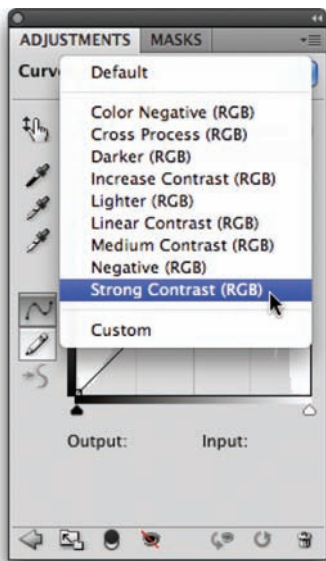 ADJUSTMENTS MASKS
Curv
Default
Color Negative (RGB)
Cross Process (RGB)
Darker (RGB)
Increase Contrast (RGB)
Lighter (RGB)
Linear Contrast (RGB)
Medium Contrast (RGB)
Negative (RGB)
Strong Contrast (RGB)
Custom
Output: Input: